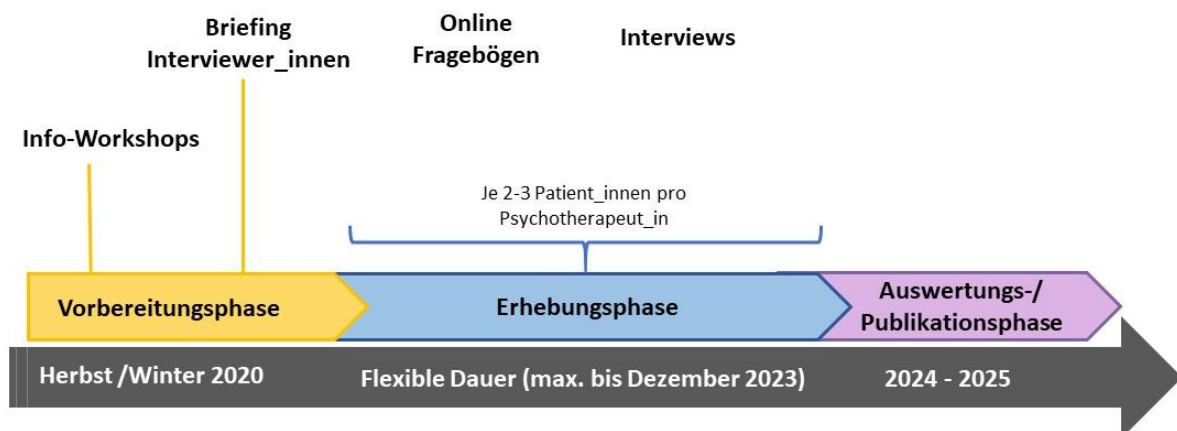 Briefing
Interviewer_innen
Online
Fragebögen
Interviews
Info-Workshops
Je 2-3 Patient_innen pro
Psychotherapeut_in
Vorbereitungsphase
Erhebungsphase
Auswertungs-/
Publikationsphase
Herbst /Winter 2020
Flexible Dauer (max. bis Dezember 2023)
2024 - 2025